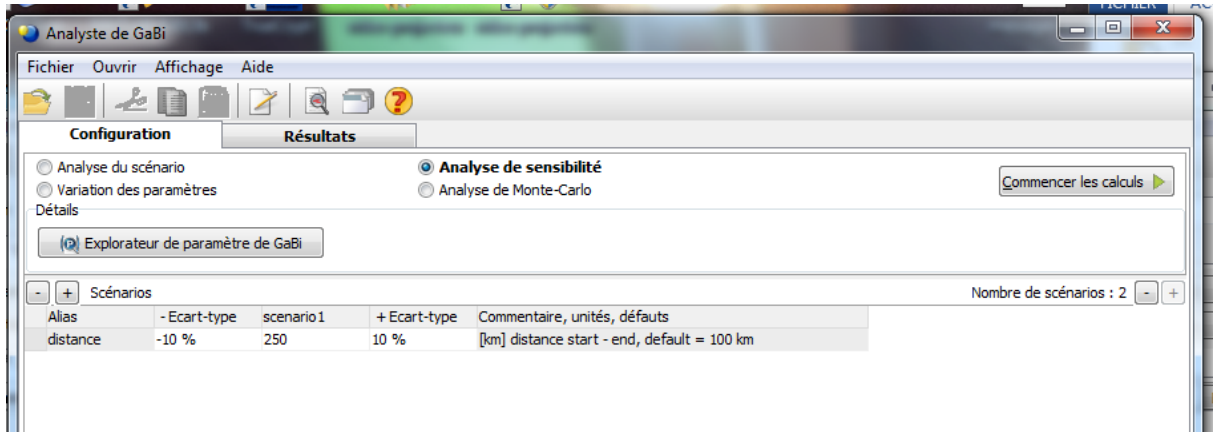 FICHIER
Analyste de GaBi
Fichier Ouvrir Affichage Aide
Configuration Résultats
Analyse du scénario Analyse de sensibilité
Commencer les calculs
Variation des paramètres Analyse de Monte-Carlo
Détails
Explorateur de paramètre de GaBi
- + Scénarios Nombre de scénarios : 2 - +
Alias - Ecart-type scenario1 + Ecart-type Commentaire, unités, défauts
distance -10 % 250 10 % [km] distance start - end, default = 100 km